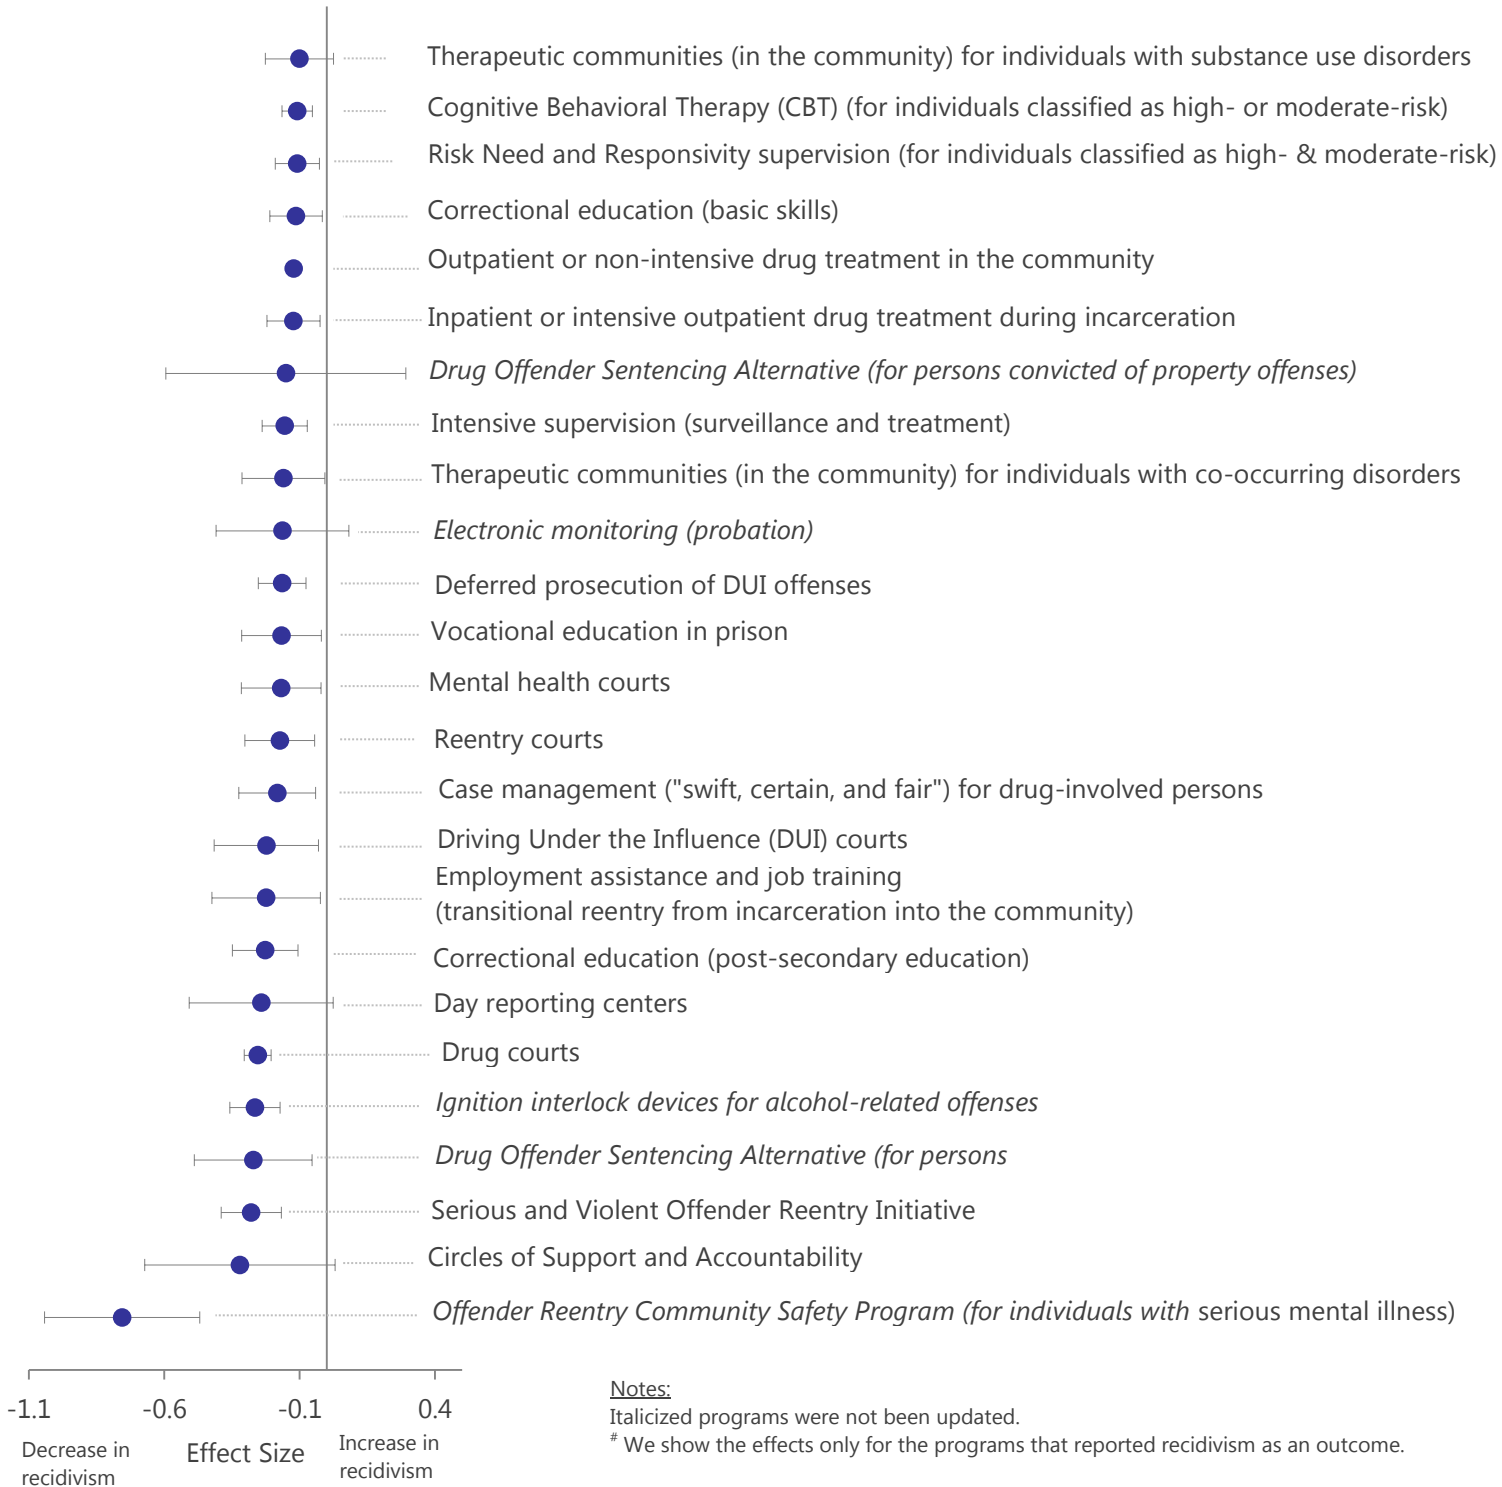 Therapeutic communities (in the community) for individuals with substance use disorders
Cognitive Behavioral Therapy (CBT) (for individuals classified as high- or moderate-risk)
Risk Need and Responsivity supervision (for individuals classified as high- & moderate-risk)
Correctional education (basic skills)
Outpatient or non-intensive drug treatment in the community
Inpatient or intensive outpatient drug treatment during incarceration
Drug Offender Sentencing Alternative (for persons convicted of property offenses)
Intensive supervision (surveillance and treatment)
Therapeutic communities (in the community) for individuals with co-occurring disorders
Electronic monitoring (probation)
Deferred prosecution of DUI offenses
Vocational education in prison
Mental health courts
Reentry courts
Case management ("swift, certain, and fair") for drug-involved persons
Driving Under the Influence (DUI) courts
Employment assistance and job training
(transitional reentry from incarceration into the community)
Correctional education (post-secondary education)
Day reporting centers
Drug courts
Ignition interlock devices for alcohol-related offenses
Drug Offender Sentencing Alternative (for persons
Serious and Violent Offender Reentry Initiative
Circles of Support and Accountability
Offender Reentry Community Safety Program (for individuals with serious mental illness)
-1.1 -0.6 -0.1 0.4
Decrease in
recidivism
Effect Size
Increase in
recidivism
Notes:
Italicized programs were not been updated.
# We show the effects only for the programs that reported recidivism as an outcome.